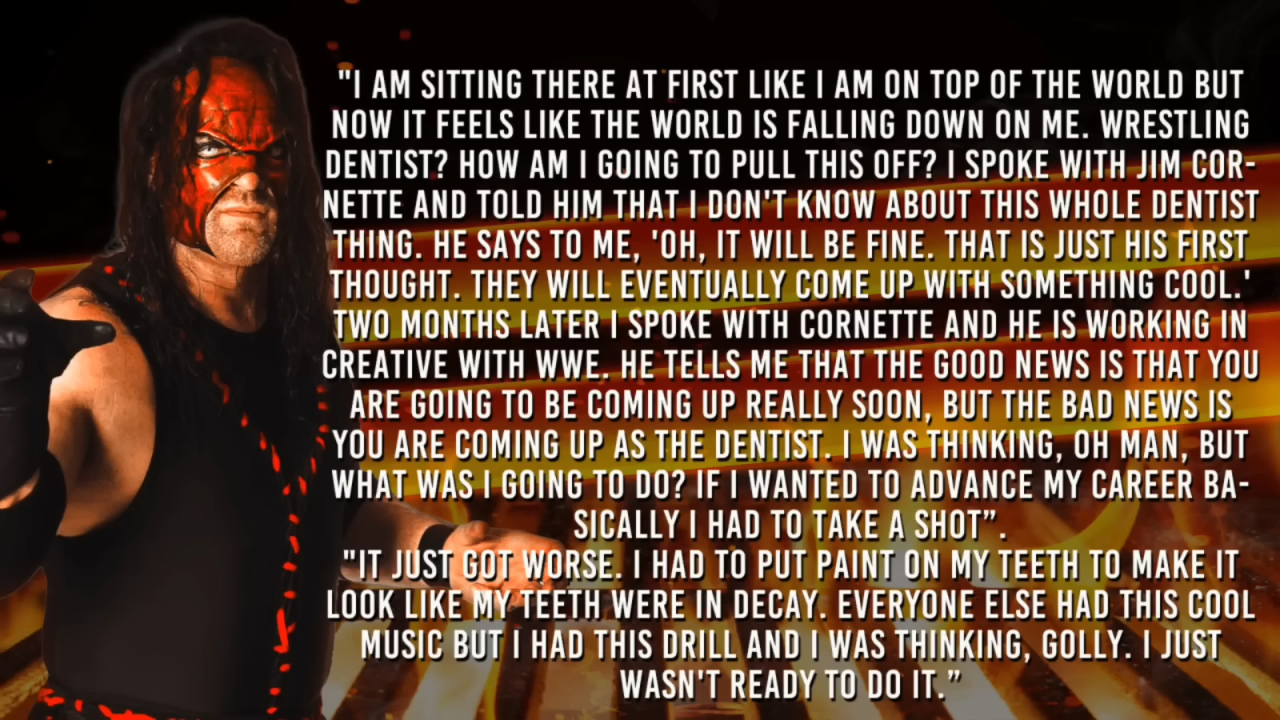 "I AM SITTING THERE AT FIRST LIKE I AM ON TOP OF THE WORLD BUT
NOW IT FEELS LIKE THE WORLD IS FALLING DOWN ON ME. WRESTLING
DENTIST? HOW AM I GOING TO PULL THIS OFF? I SPOKE WITH JIM COR-
NETTE AND TOLD HIM THAT I DON'T KNOW ABOUT THIS WHOLE DENTIST
THING. HE SAYS TO ME, 'OH, IT WILL BE FINE. THAT IS JUST HIS FIRST
THOUGHT. THEY WILL EVENTUALLY COME UP WITH SOMETHING COOL.'
TWO MONTHS LATER I SPOKE WITH CORNETTE AND HE IS WORKING IN
CREATIVE WITH WWE. HE TELLS ME THAT THE GOOD NEWS IS THAT YOU
ARE GOING TO BE COMING UP REALLY SOON, BUT THE BAD NEWS IS
YOU ARE COMING UP AS THE DENTIST. I WAS THINKING, OH MAN, BUT
WHAT WAS I GOING TO DO? IF I WANTED TO ADVANCE MY CAREER BA-
SICALLY I HAD TO TAKE A SHOT”.
"IT JUST GOT WORSE. I HAD TO PUT PAINT ON MY TEETH TO MAKE IT
LOOK LIKE MY TEETH WERE IN DECAY. EVERYONE ELSE HAD THIS COOL
MUSIC BUT I HAD THIS DRILL AND I WAS THINKING, GOLLY. I JUST
WASN'T READY TO DO IT.”